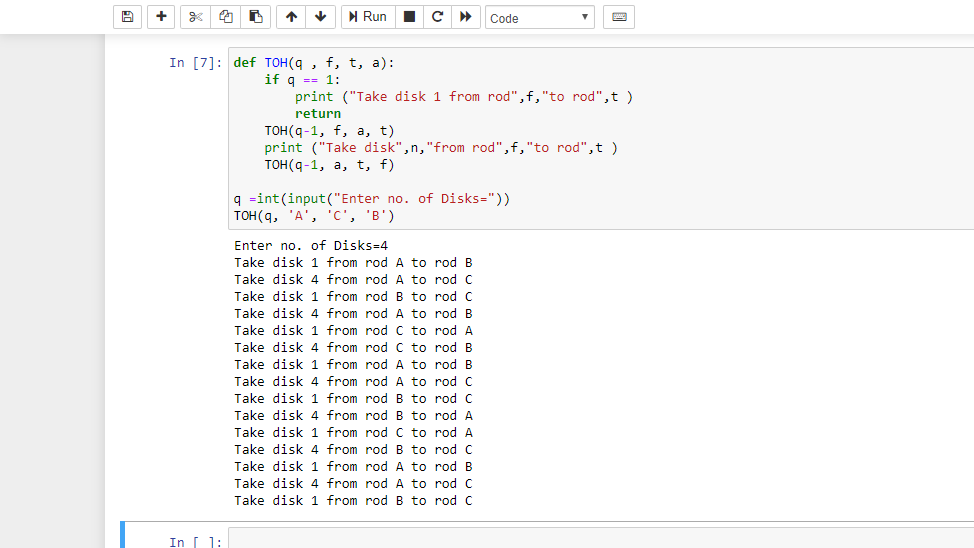 Run Code
In [7]: def TOH(q , f, t, a):
if q == 1:
print ("Take disk 1 from rod",f,"to rod",t )
return
TOH(q-1, f, a, t)
print ("Take disk",n,"from rod",f,"to rod",t )
TOH(q-1, a, t, f)
q =int(input("Enter no. of Disks="))
TOH(q, 'A', 'C', 'B')
Enter no. of Disks=4
Take disk 1 from rod A to rod B
Take disk 4 from rod A to rod C
Take disk 1 from rod B to rod C
Take disk 4 from rod A to rod B
Take disk 1 from rod C to rod A
Take disk 4 from rod C to rod B
Take disk 1 from rod A to rod B
Take disk 4 from rod A to rod C
Take disk 1 from rod B to rod C
Take disk 4 from rod B to rod A
Take disk 1 from rod C to rod A
Take disk 4 from rod B to rod C
Take disk 1 from rod A to rod B
Take disk 4 from rod A to rod C
Take disk 1 from rod B to rod C
In [ ]: